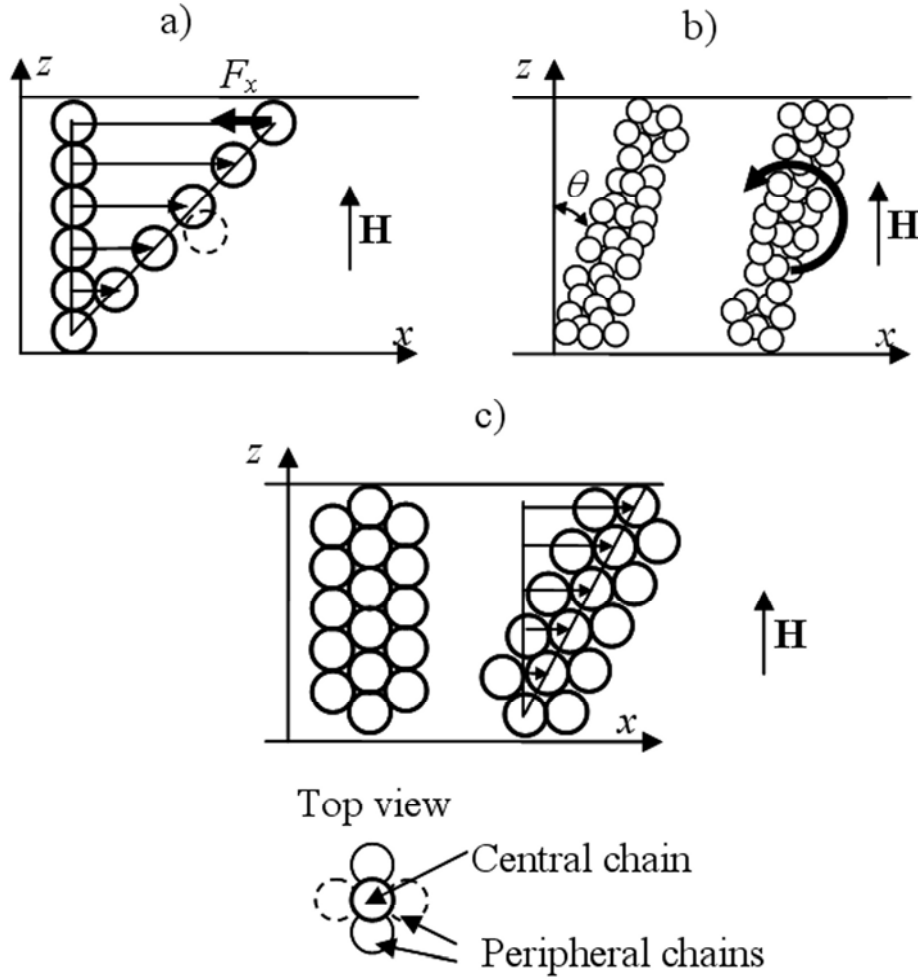 a)
z
F_x
H
x
b)
z
θ
H
x
c)
z
H
x
Top view
Central chain
Peripheral chains